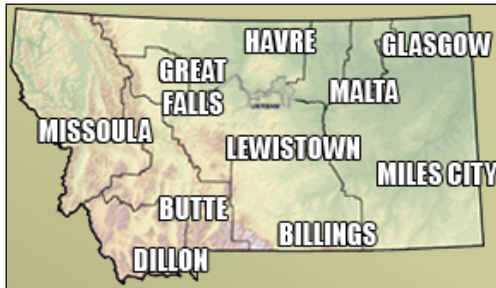 HAVRE
GLASGOW
GREAT
FALLS
MALTA
MISSOULA
LEWISTOWN
MILES CITY
BUTTE
BILLINGS
DILLON